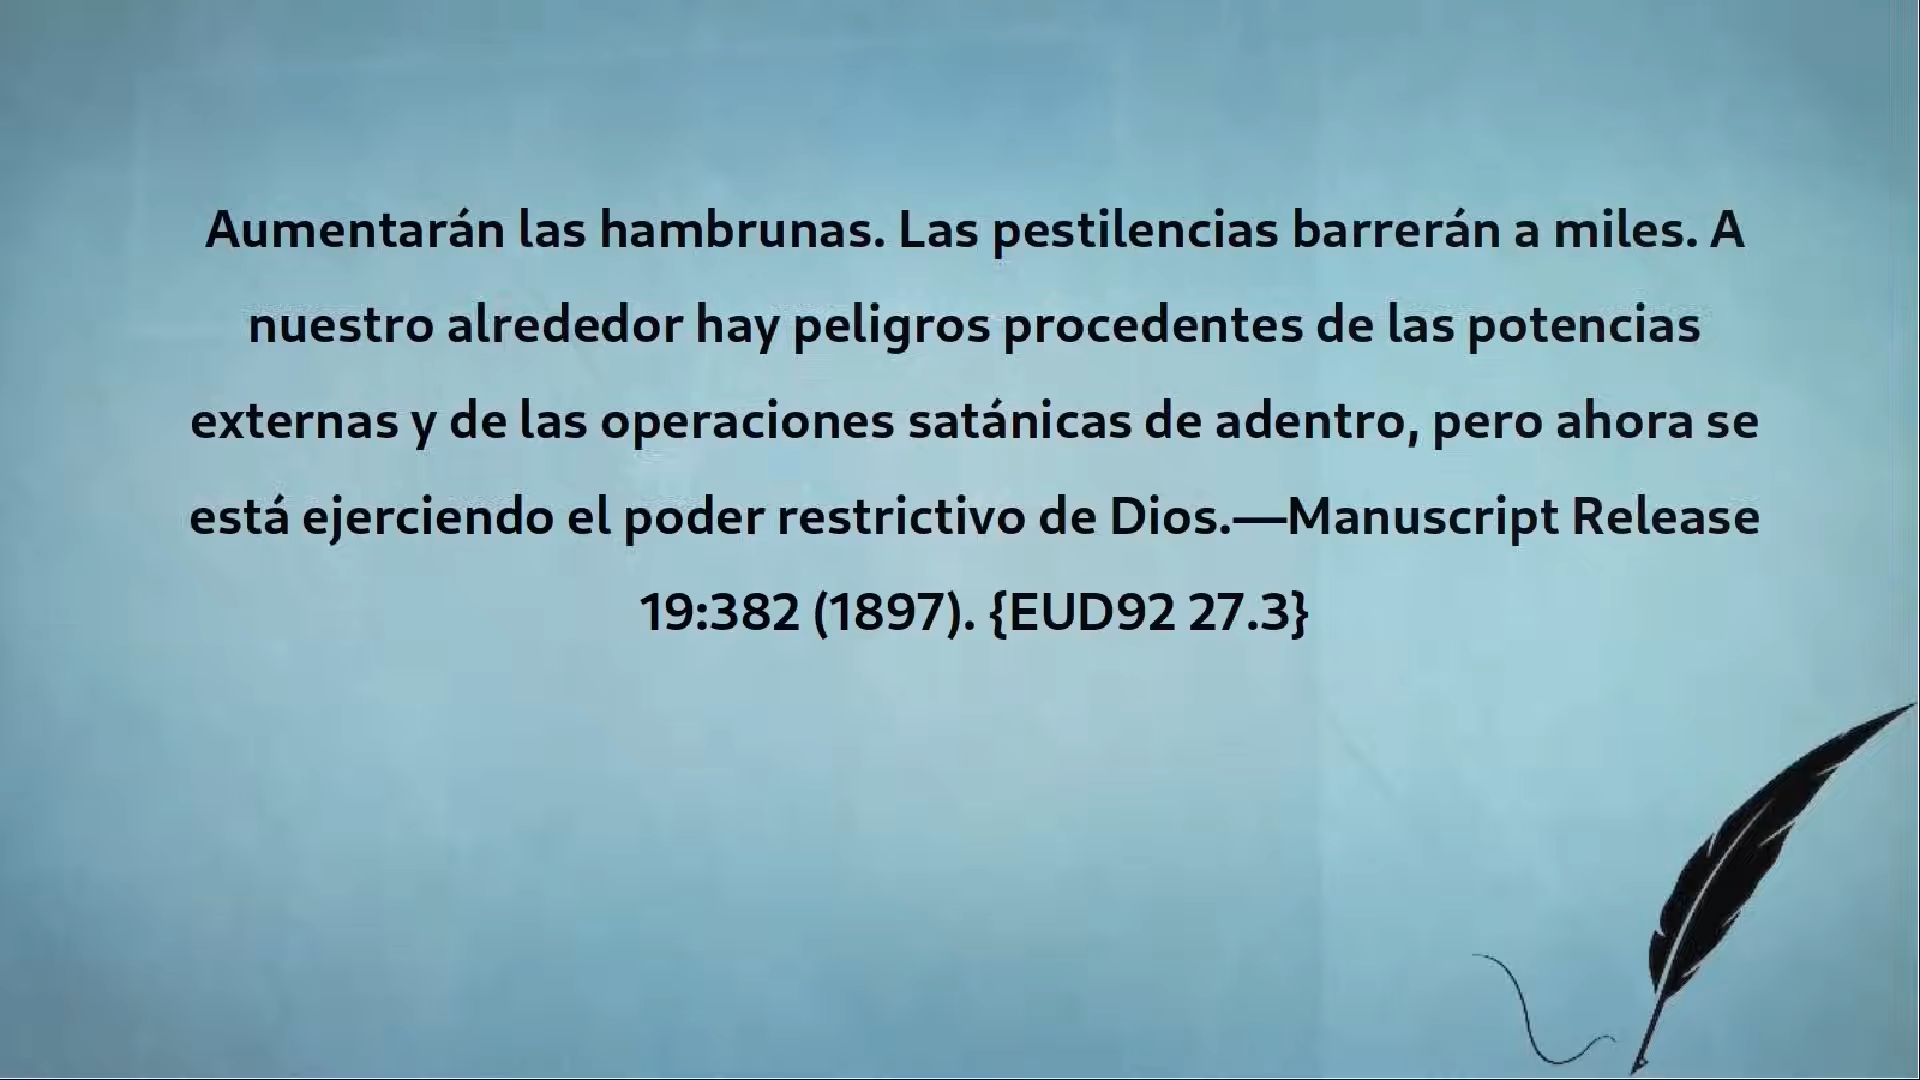 Aumentarán las hambrunas. Las pestilencias barrerán a miles. A
nuestro alrededor hay peligros procedentes de las potencias
externas y de las operaciones satánicas de adentro, pero ahora se
está ejerciendo el poder restrictivo de Dios.—Manuscript Release
19:382 (1897). {EUD92 27.3}